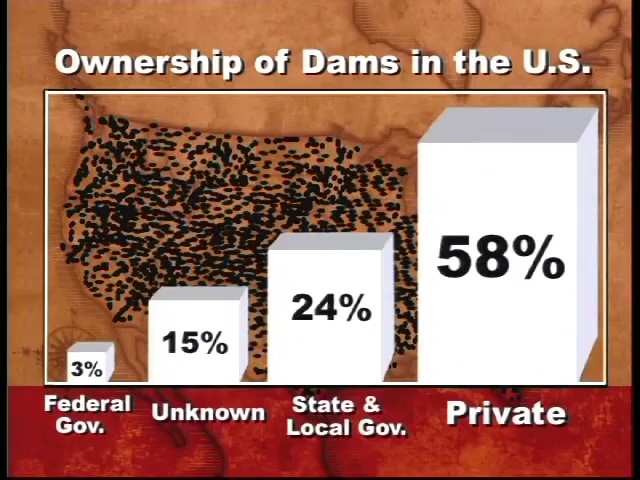 Ownership of Dams in the U.S.
58%
24%
15%
3%
Federal
Gov.
Unknown
State &
Local Gov.
Private